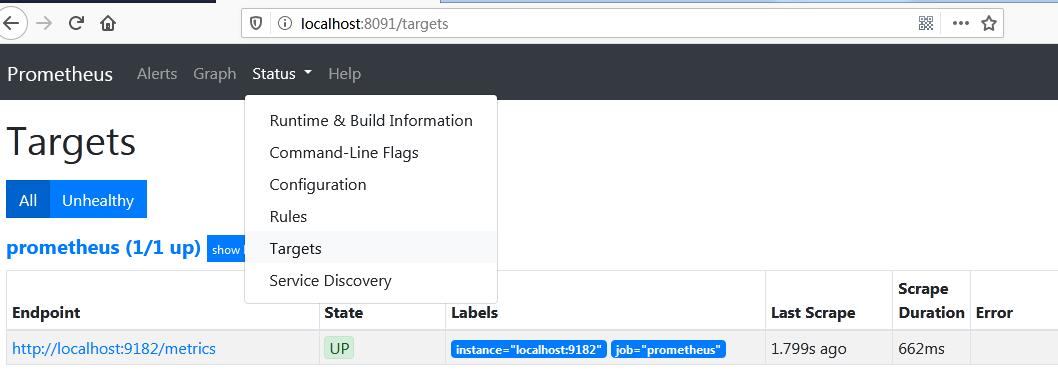 localhost:8091/targets
Prometheus Alerts Graph Status Help
Runtime & Build Information
Command-Line Flags
Configuration
Rules
Targets
Service Discovery
Targets
All Unhealthy
prometheus (1/1 up) show
Endpoint State Labels Last Scrape Scrape Duration Error
http://localhost:9182/metrics UP instance="localhost:9182" job="prometheus" 1.799s ago 662ms